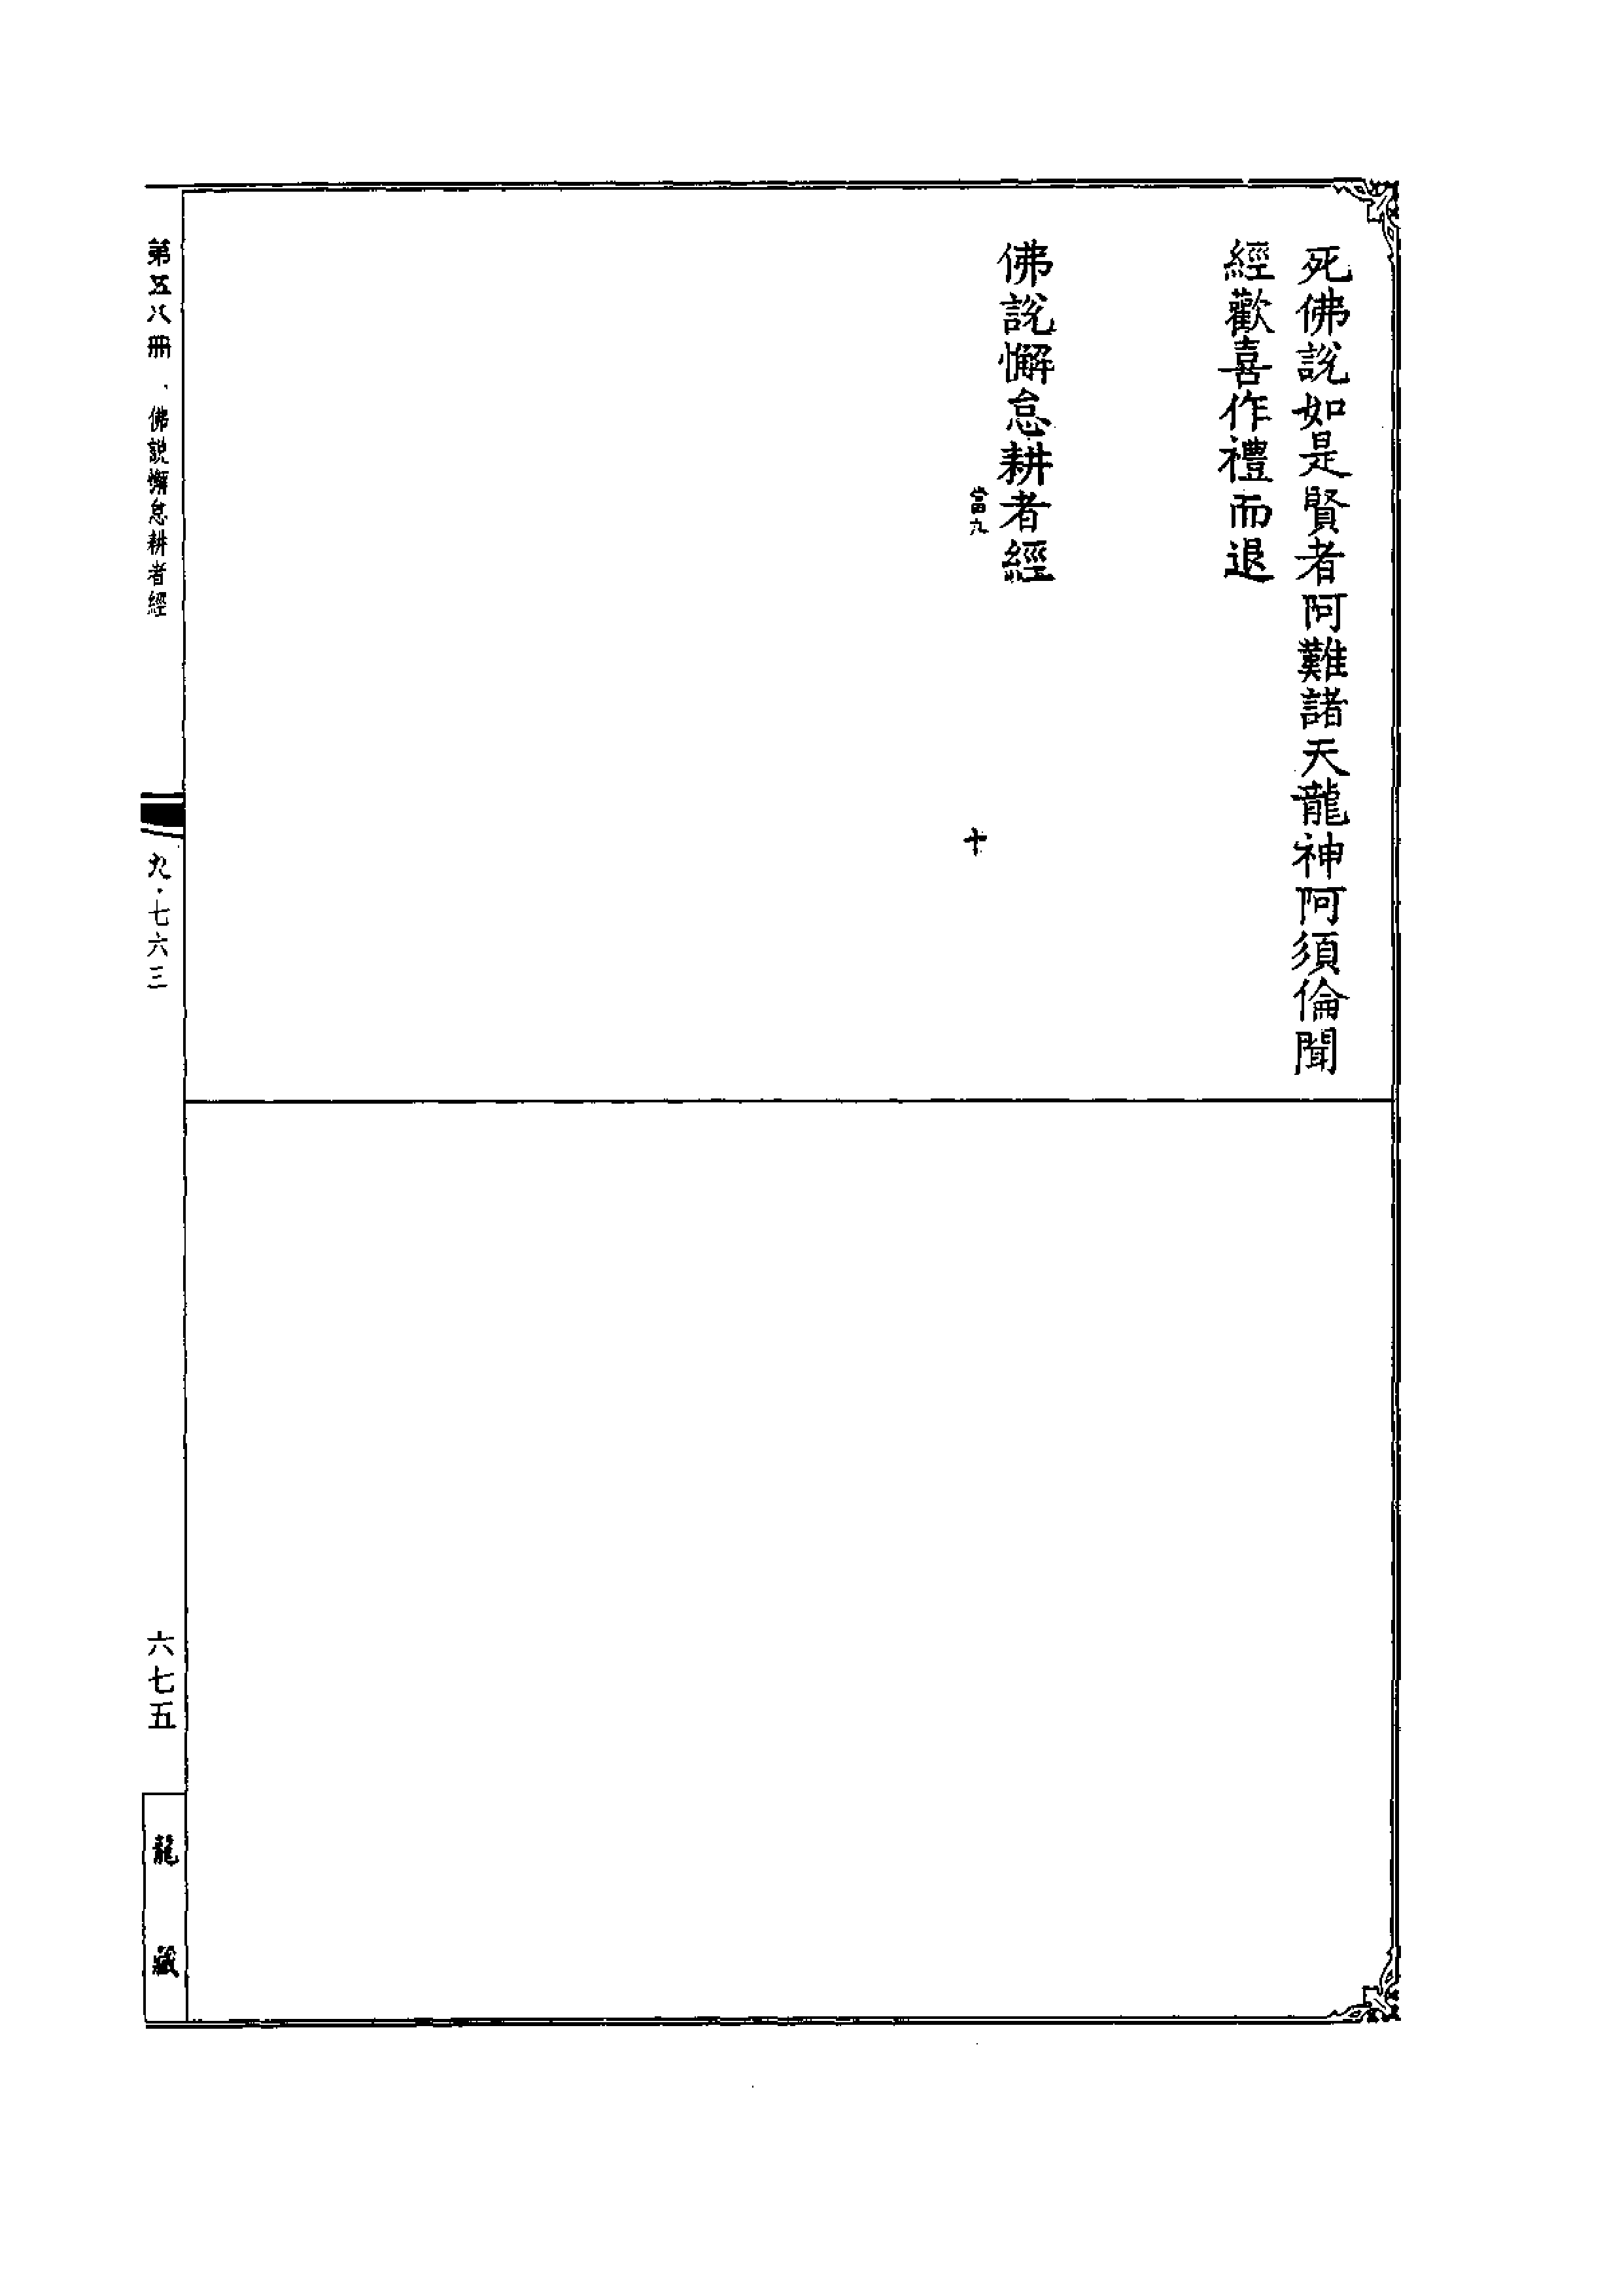 死佛說如是賢者阿難諸天龍神阿須倫聞
經歡喜作禮而退
佛說懈怠耕者經
當九
十
第五八冊 佛說懈怠耕者經
九·七六三
六七五
龍藏